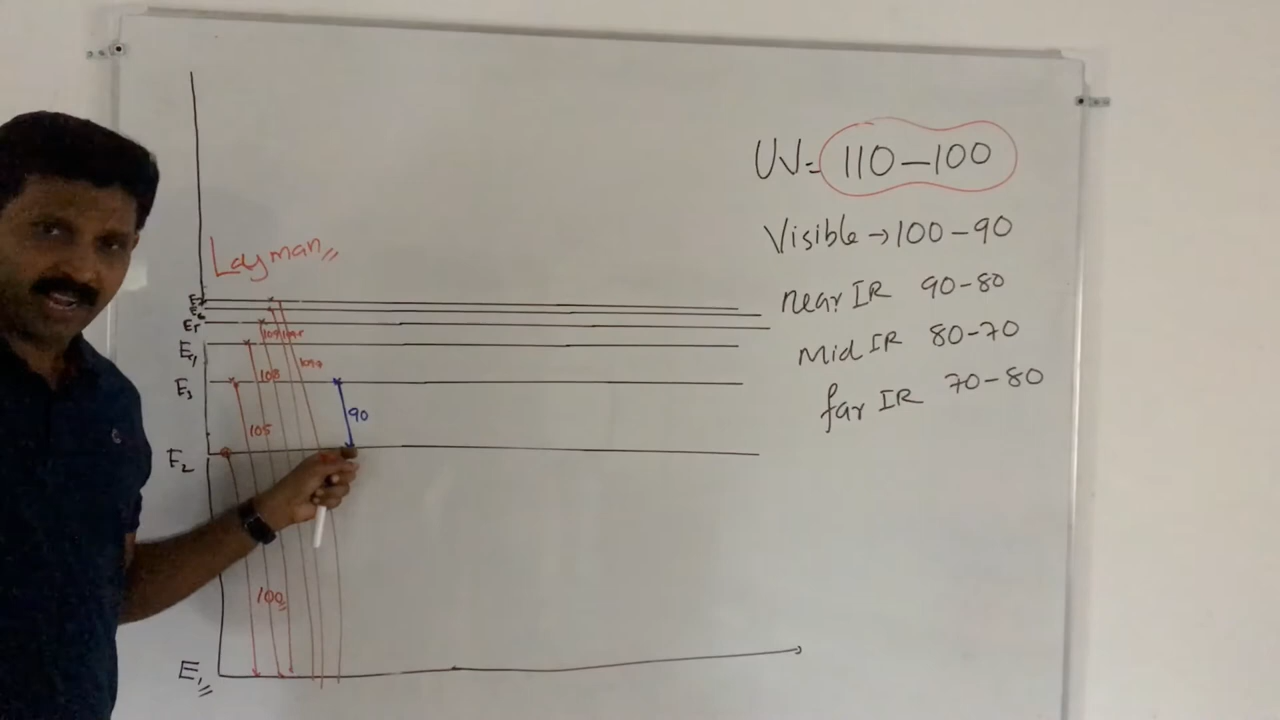 UV= 110—100
Visible → 100-90
near IR 90-80
Mid IR 80-70
far IR 70-80
Layman
E6
E5
E4
E3
E2
E1
108
105
90
100